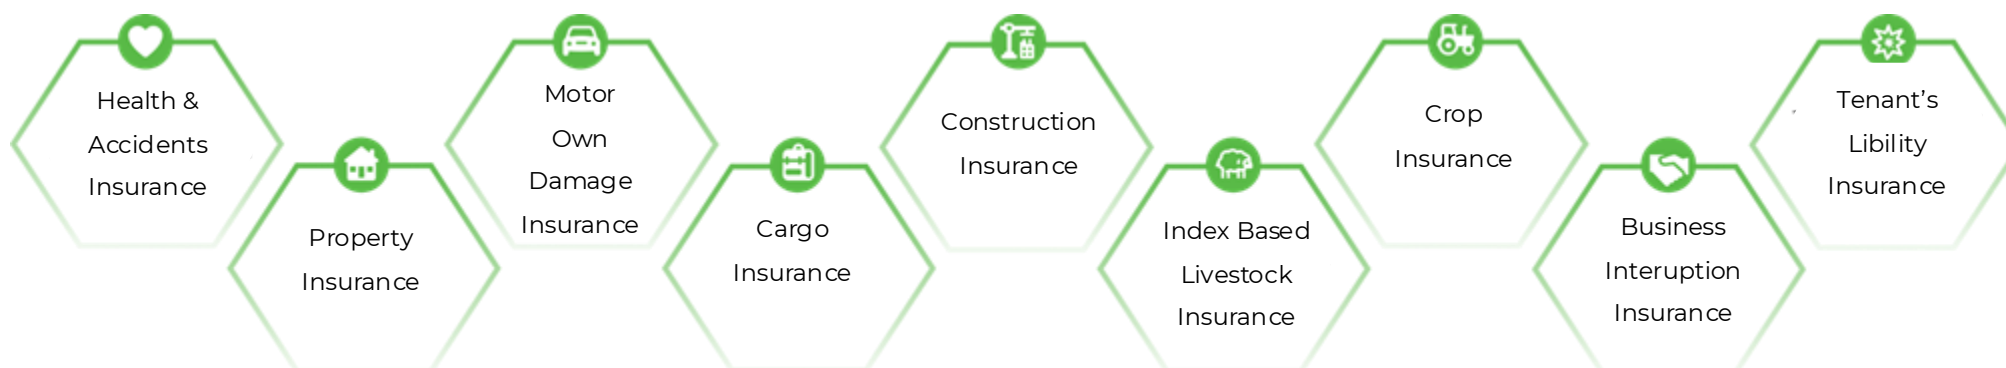 Health &
Accidents
Insurance
Property
Insurance
Motor
Own
Damage
Insurance
Cargo
Insurance
Construction
Insurance
Index Based
Livestock
Insurance
Crop
Insurance
Business
Interuption
Insurance
Tenant’s
Libility
Insurance